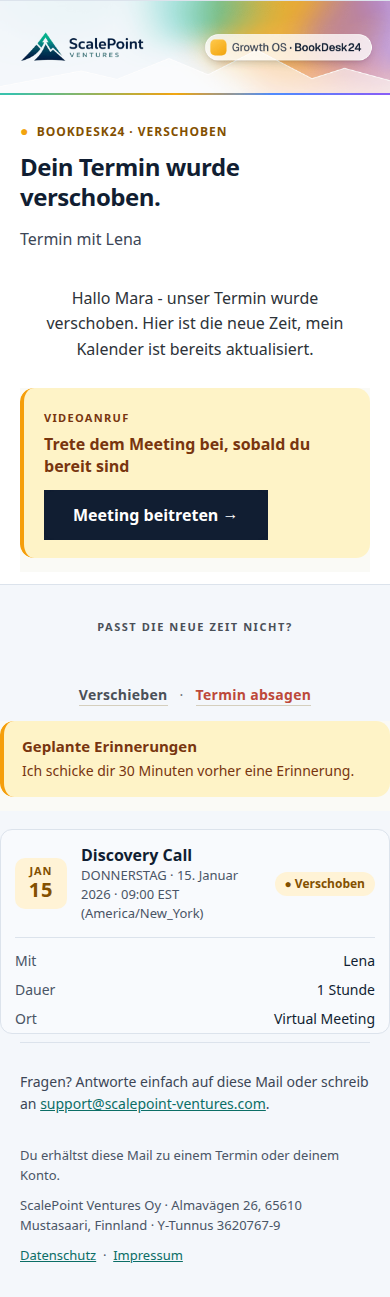 ScalePoint
VENTURES
Growth OS · BookDesk24
BOOKDESK24 · VERSCHOBEN
Dein Termin wurde
verschoben.
Termin mit Lena
Hallo Mara - unser Termin wurde
verschoben. Hier ist die neue Zeit, mein
Kalender ist bereits aktualisiert.
VIDEOANRUF
Trete dem Meeting bei, sobald du
bereit sind
Meeting beitreten →
PASST DIE NEUE ZEIT NICHT?
Verschieben · Termin absagen
Geplante Erinnerungen
Ich schicke dir 30 Minuten vorher eine Erinnerung.
JAN
15
Discovery Call
DONNERSTAG · 15. Januar
2026 · 09:00 EST
(America/New_York)
● Verschoben
Mit Lena
Dauer 1 Stunde
Ort Virtual Meeting
Fragen? Antworte einfach auf diese Mail oder schreib
an support@scalepoint-ventures.com.
Du erhältst diese Mail zu einem Termin oder deinem
Konto.
ScalePoint Ventures Oy · Almavägen 26, 65610
Mustasaari, Finnland · Y-Tunnus 3620767-9
Datenschutz · Impressum